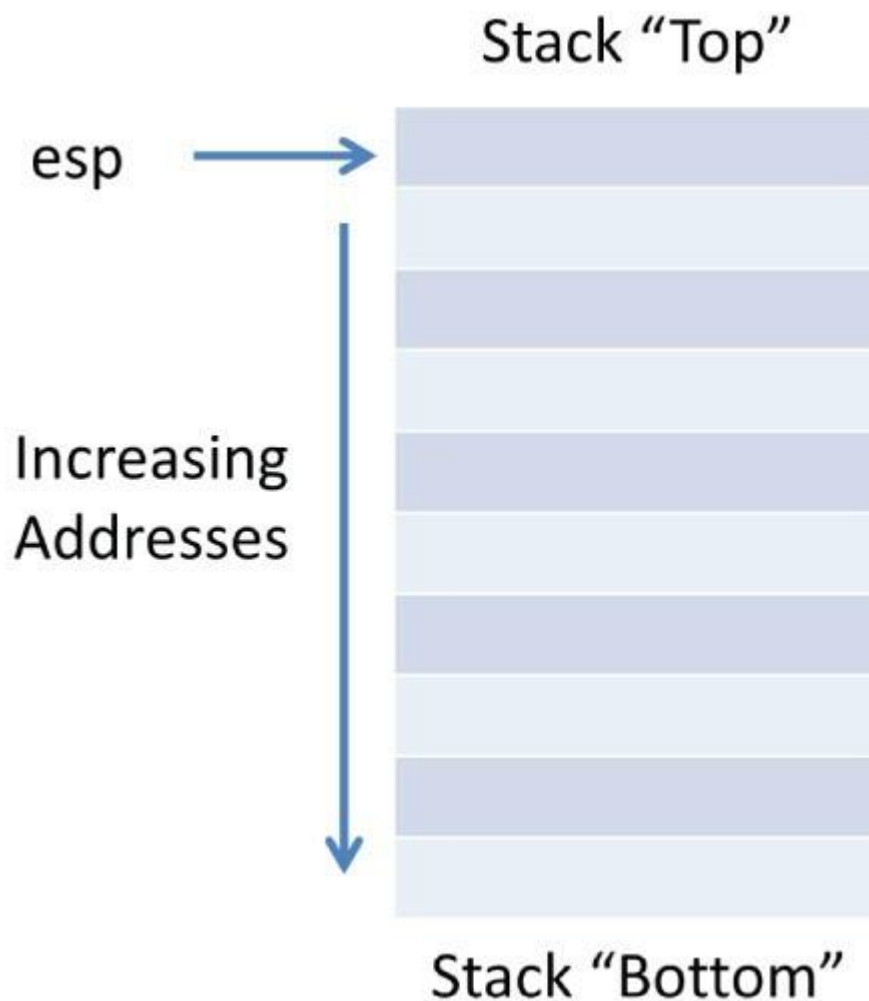 Stack “Top”
esp
Increasing
Addresses
Stack “Bottom”